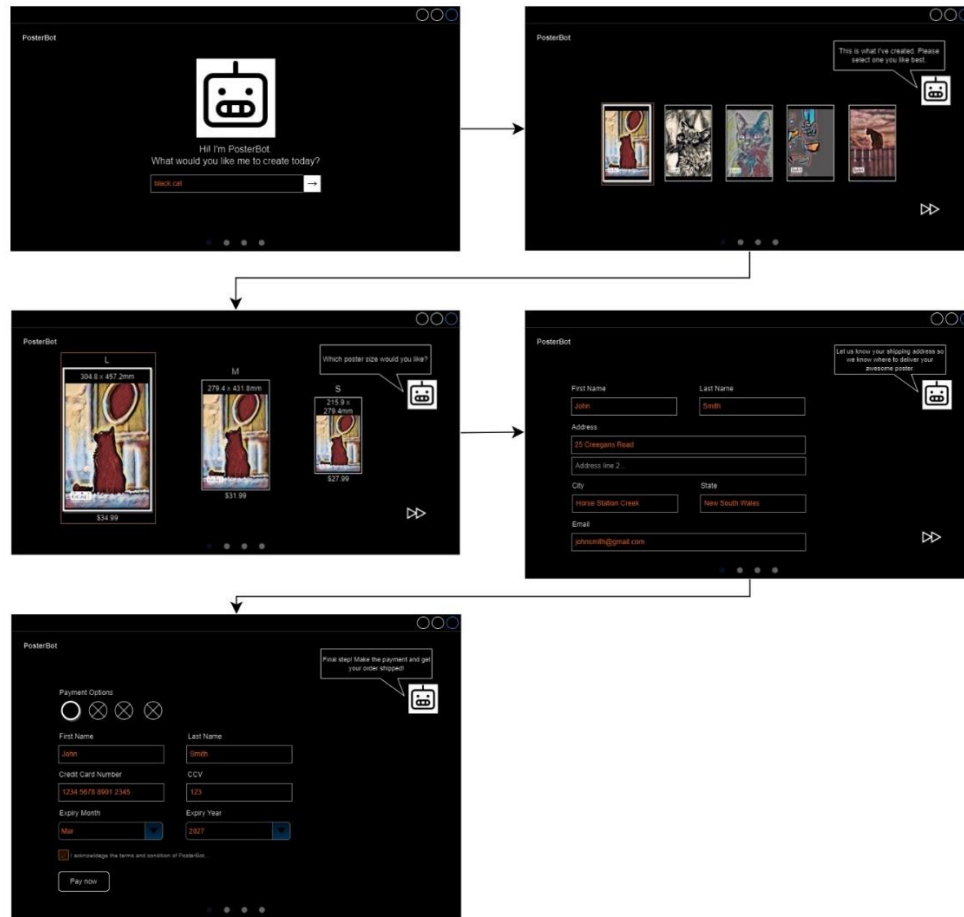 PosterBot
Hi! I'm PosterBot.
What would you like me to create today?
black cat
PosterBot
This is what I've created. Please
select one you like best.
PosterBot
Which poster size would you like?
L
304.8 x 457.2mm
$34.99
M
279.4 x 431.8mm
$31.99
S
215.9 x
279.4mm
$27.99
PosterBot
Let us know your shipping address so
we know where to deliver your
awesome poster.
First Name
Last Name
John
Smith
Address
25 Creegans Road
Address line 2...
City
State
Horse Station Creek
New South Wales
Email
johnsmith@gmail.com
PosterBot
Final step! Make the payment and get
your order shipped!
Payment Options
First Name
Last Name
John
Smith
Credit Card Number
CCV
1234 5678 8991 2345
123
Expiry Month
Expiry Year
Mar
2027
I acknowldage the terms and condition of PosterBot..
Pay now